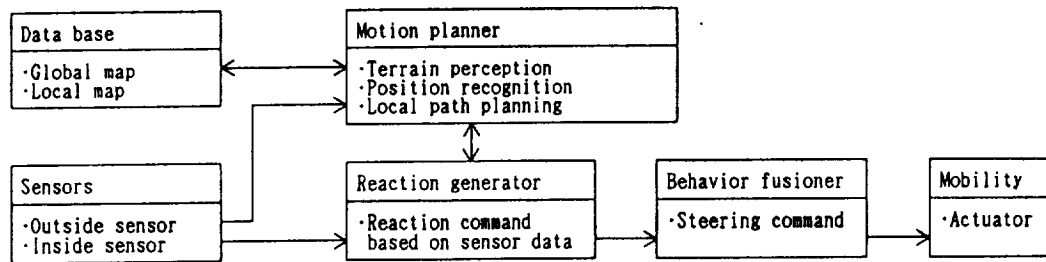 Data base
·Global map
·Local map
Motion planner
·Terrain perception
·Position recognition
·Local path planning
Sensors
·Outside sensor
·Inside sensor
Reaction generator
·Reaction command
based on sensor data
Behavior fusioner
·Steering command
Mobility
·Actuator